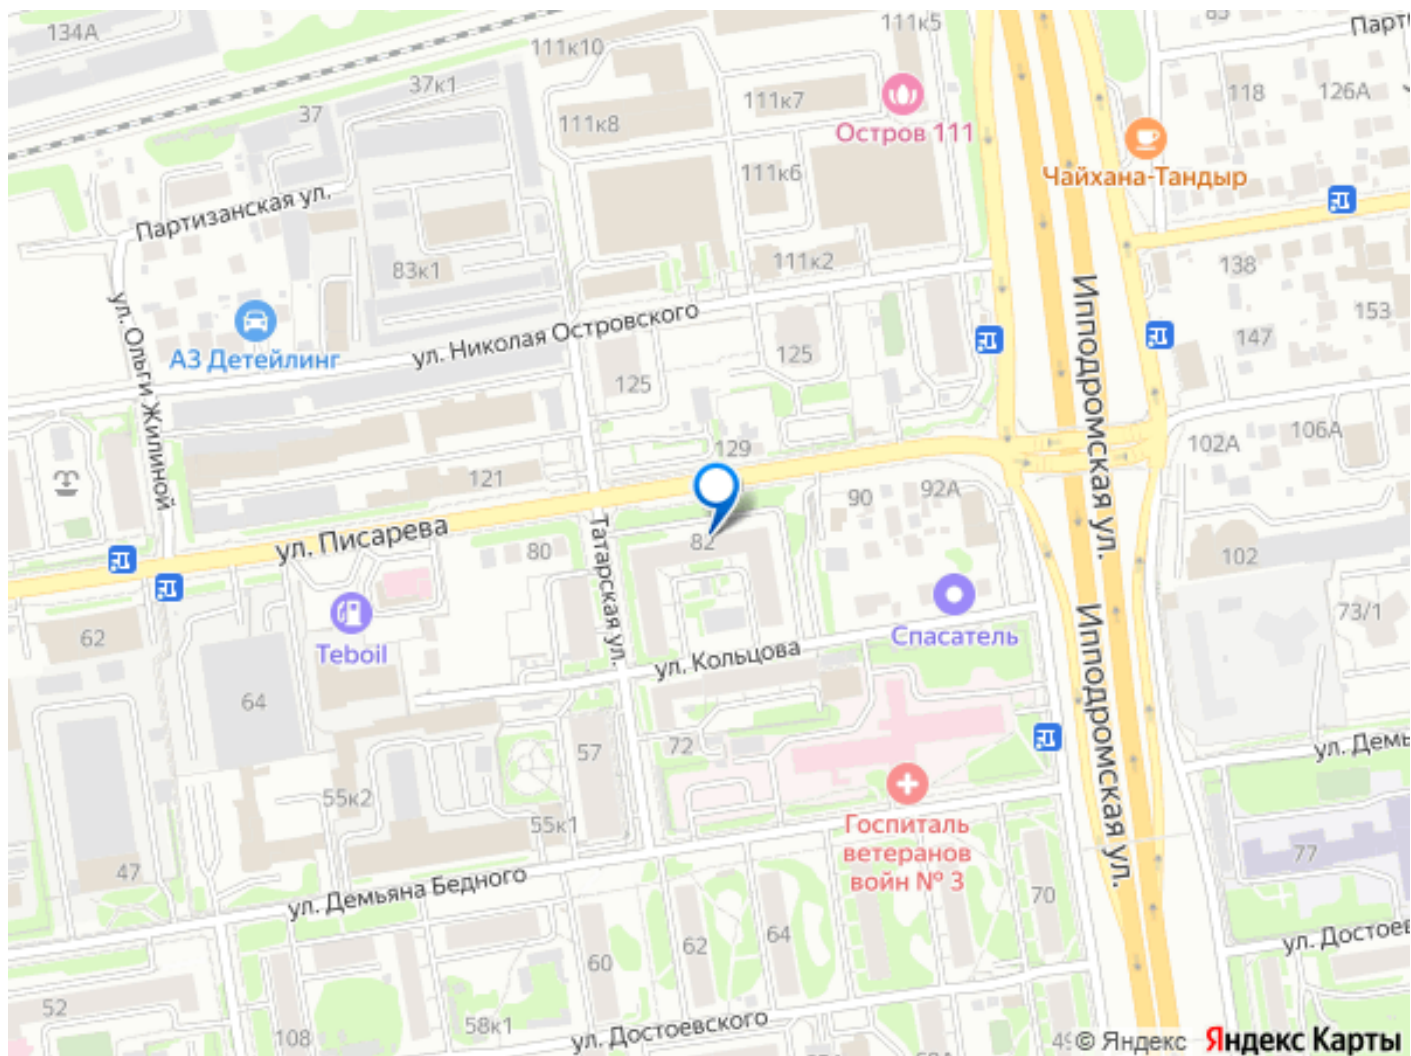 134А
111к10
111к5
85
Парт
37к1
37
111к7
118
126А
111к8
Остров 111
Чайхана-Тандыр
111к6
Партизанская ул.
83к1
111к2
138
ул. Ольги Жилиной
АЗ Детейлинг
ул. Николая Островского
153
125
125
147
Ипподромская ул.
129
102А
106А
121
90
92А
ул. Писарева
80
82
Татарская ул.
102
62
Teboil
Спасатель
73/1
ул. Кольцова
Ипподромская ул.
64
72
57
ул. Демь
55к2
55к1
Госпиталь
ветеранов
войн № 3
77
47
ул. Демьяна Бедного
70
62
64
60
ул. Достоев
52
108
58к1
ул. Достоевского
© Яндекс
Яндекс Карты